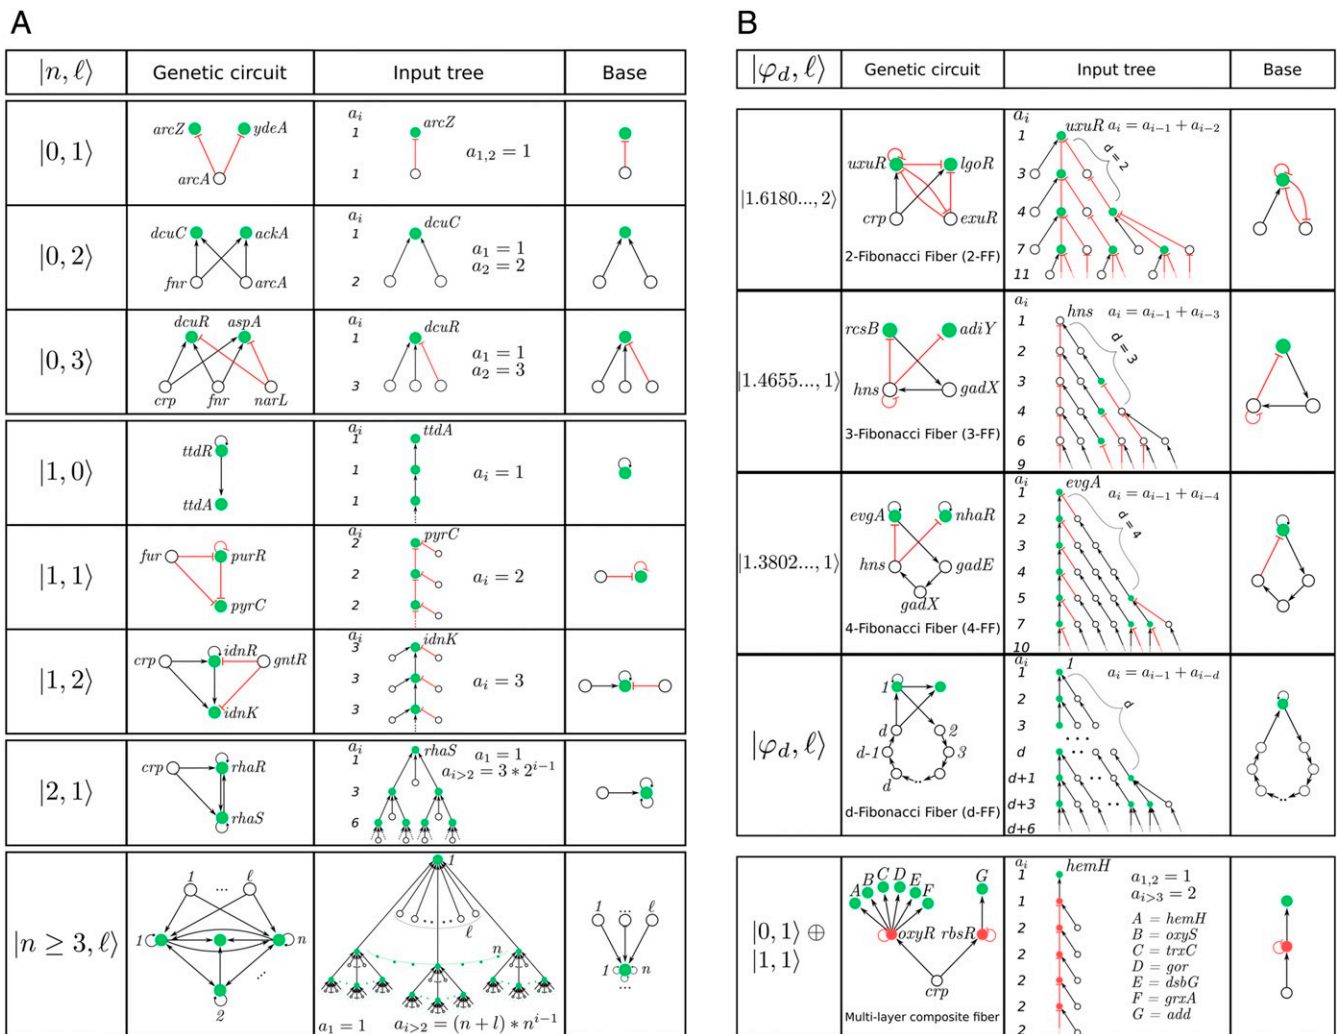 A
|n, ℓ⟩ Genetic circuit Input tree Base
|0, 1⟩
arcZ ydeA
arcA
a_i
1 arcZ
a_{1,2} = 1
1
|0, 2⟩
dcuC ackA
fnr arcA
a_i
1 dcuC
a_1 = 1
a_2 = 2
2
|0, 3⟩
dcuR aspA
crp fnr narL
a_i
1 dcuR
a_1 = 1
a_2 = 3
3
|1, 0⟩
ttdR
ttdA
a_i
1 ttdA
1 a_i = 1
1
|1, 1⟩
fur purR
pyrC
a_i
2 pyrC
2 a_i = 2
2
|1, 2⟩
crp idnR gntR
idnK
a_i
3 idnK
3 a_i = 3
3
|2, 1⟩
crp rhaR
rhaS
a_i
1 rhaS a_1 = 1
a_{i>2} = 3 * 2^{i-1}
3
6
|n ≥ 3, ℓ⟩
1 ... ℓ
1 n
...
2
1
ℓ
n
a_1 = 1 a_{i>2} = (n + l) * n^{i-1}
1 ... ℓ
1 n
...
B
|φ_d, ℓ⟩ Genetic circuit Input tree Base
|1.6180..., 2⟩
uxuR lgoR
crp exuR
2-Fibonacci Fiber (2-FF)
a_i
1 uxuR a_i = a_{i-1} + a_{i-2}
d = 2
3
4
7
11
|1.4655..., 1⟩
rcsB adiY
hns gadX
3-Fibonacci Fiber (3-FF)
a_i
1 hns a_i = a_{i-1} + a_{i-3}
d = 3
2
3
4
6
9
|1.3802..., 1⟩
evgA nhaR
hns gadE
gadX
4-Fibonacci Fiber (4-FF)
a_i evgA
1 a_i = a_{i-1} + a_{i-4}
d = 4
2
3
4
5
7
10
|φ_d, ℓ⟩
1
d 2
d-1 3
d ...
d-Fibonacci Fiber (d-FF)
a_i 1
1 a_i = a_{i-1} + a_{i-d}
d
2
3
....
d ..
d+1 ..
d+3 ...
d+6
..
|0, 1⟩ ⊕
|1, 1⟩
A B C D E F G
oxyR rbsR
crp
Multi-layer composite fiber
a_i hemH
1 a_{1,2} = 1
a_{i>3} = 2
1
2
2
2
2
2
A = hemH
B = oxyS
C = trxC
D = gor
E = dsbG
F = grxA
G = add